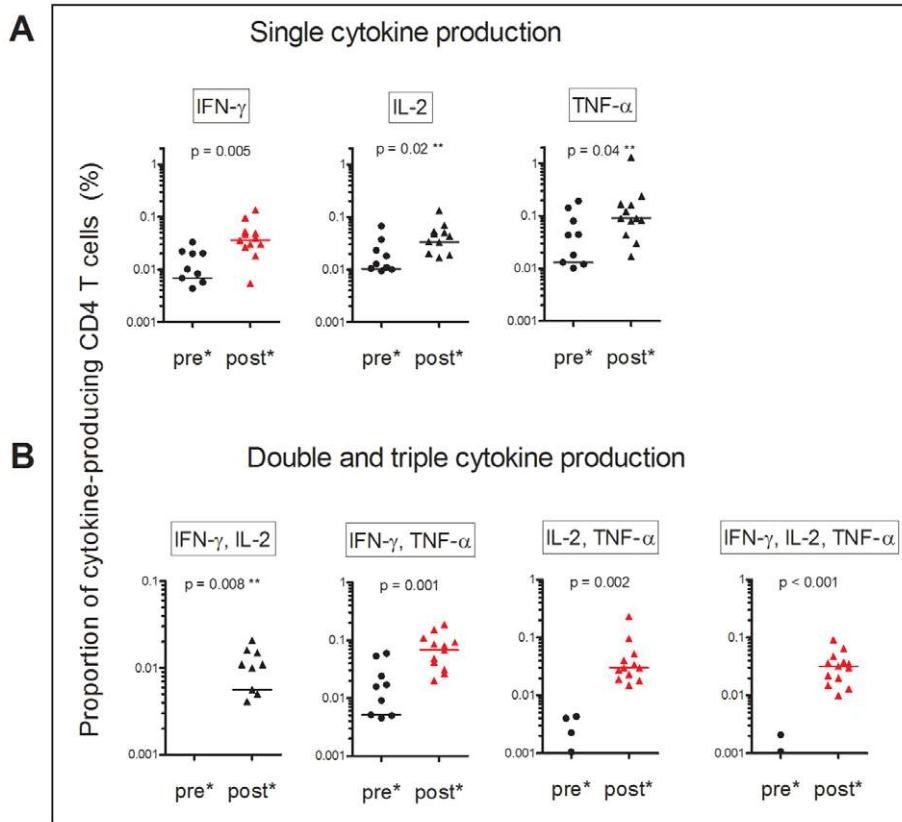 A
Single cytokine production
Proportion of cytokine-producing CD4 T cells (%)
IFN-γ
IL-2
TNF-α
p = 0.005
p = 0.02 **
p = 0.04 **
1
0.1
0.01
0.001
1
0.1
0.01
0.001
1
0.1
0.01
0.001
pre* post*
pre* post*
pre* post*
B
Double and triple cytokine production
IFN-γ, IL-2
IFN-γ, TNF-α
IL-2, TNF-α
IFN-γ, IL-2, TNF-α
p = 0.008 **
p = 0.001
p = 0.002
p < 0.001
0.1
0.01
0.001
1
0.1
0.01
0.001
1
0.1
0.01
0.001
1
0.1
0.01
0.001
pre* post*
pre* post*
pre* post*
pre* post*